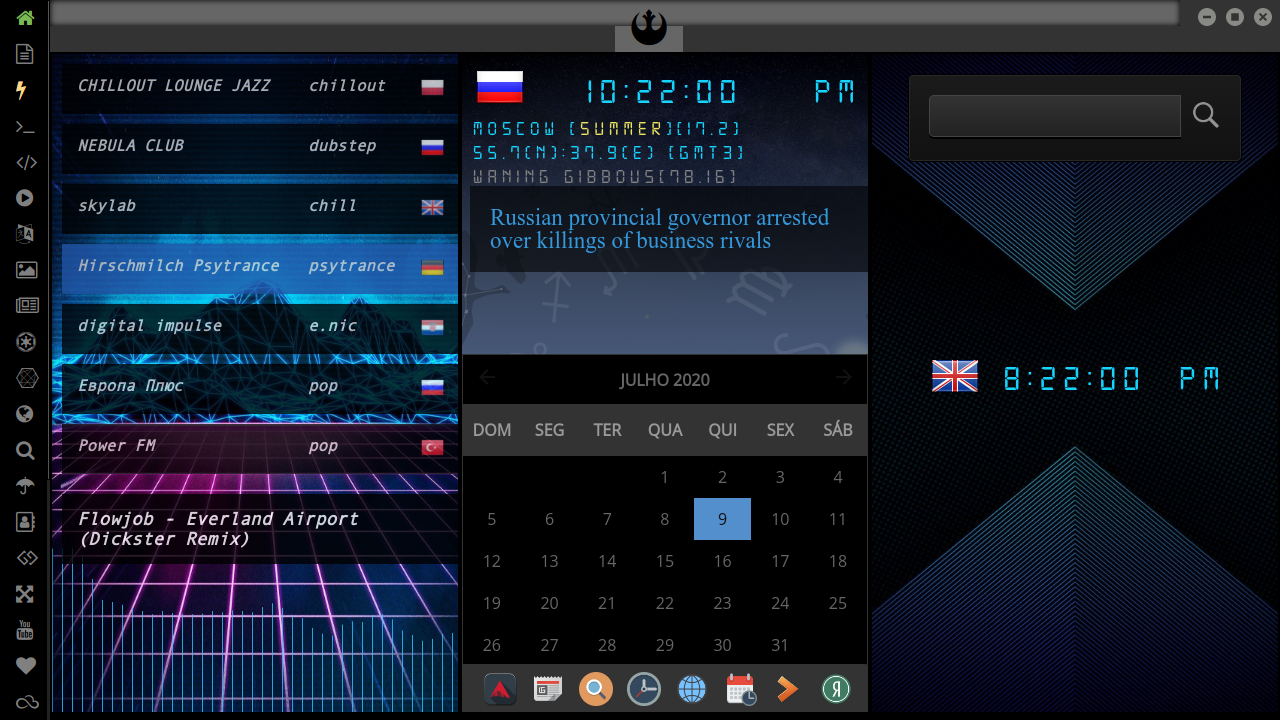 CHILLOUT LOUNGE JAZZ chillout
NEBULA CLUB dubstep
skylab chill
Hirschmilch Psytrance psytrance
digital impulse e.nic
Европа Плюс pop
Power FM pop
Flowjob - Everland Airport
(Dickster Remix)
10:22:00 PM
MOSCOW [SUMMER][17.2]
55.7(N):37.9(E) [GMT3]
WANING GIBBOUS[78.16]
Russian provincial governor arrested
over killings of business rivals
JULHO 2020
DOM SEG TER QUA QUI SEX SÁB
1 2 3 4
5 6 7 8 9 10 11
12 13 14 15 16 17 18
19 20 21 22 23 24 25
26 27 28 29 30 31
8:22:00 PM
You
Tube
Я